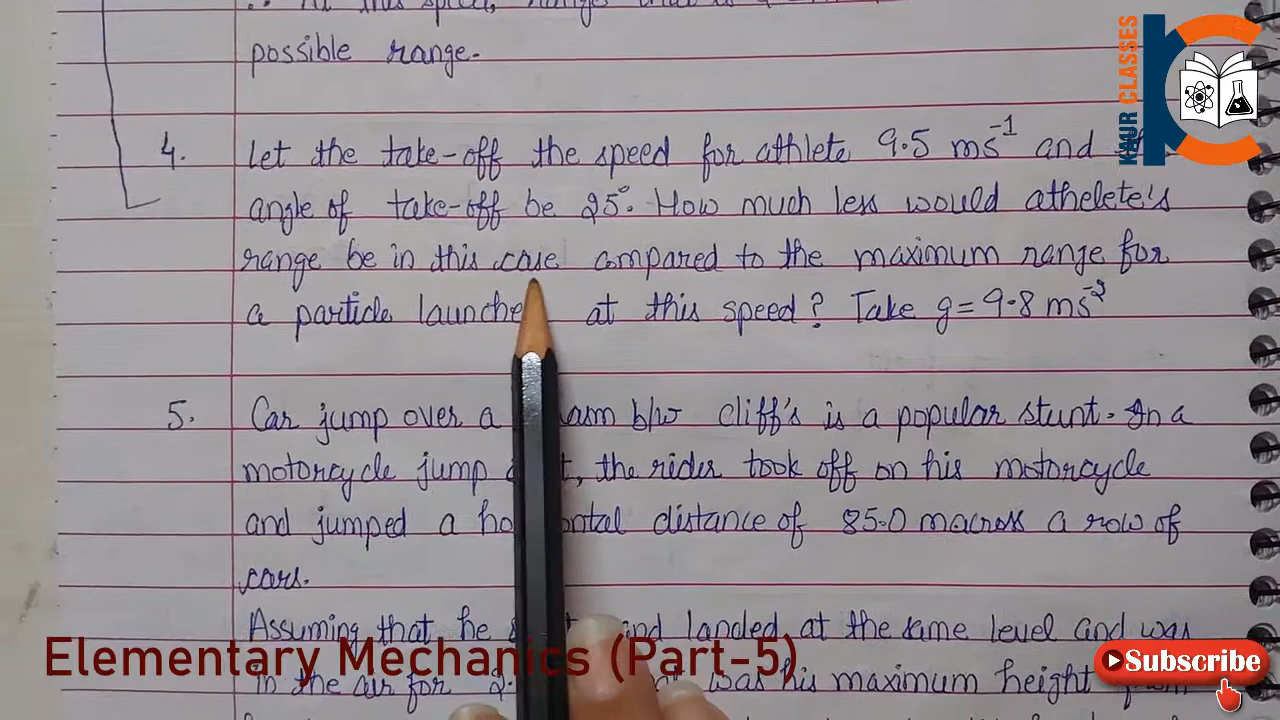 possible range.
KAUR CLASSES
4. Let the take-off the speed for athlete 9.5 ms⁻¹ and
angle of take-off be 25°. How much less would athelete's
range be in this case compared to the maximum range for
a particle launche at this speed? Take g = 9.8 ms⁻²
5. Car jump over a b/w cliff's is a popular stunt. In a
motorcycle jump , the rider took off on his motorcycle
and jumped a distance of 85.0 m across a row of
cars.
Assuming that he and landed at the same level and was
Elementary Mechanics (Part-5)
in the air for was his maximum height
Subscribe